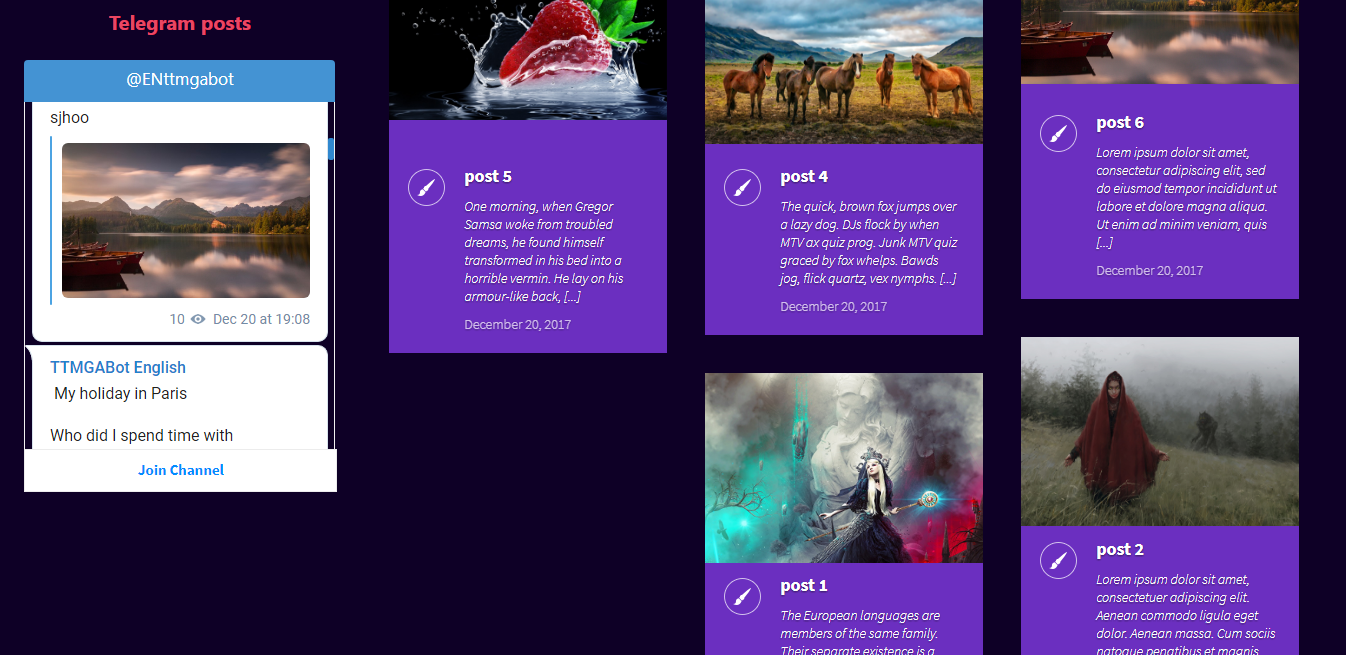 Telegram posts
@ENttmgabot
sjhoo
10 Dec 20 at 19:08
TTMGABot English
My holiday in Paris
Who did I spend time with
Join Channel
post 5
One morning, when Gregor
Samsa woke from troubled
dreams, he found himself
transformed in his bed into a
horrible vermin. He lay on his
armour-like back, [...]
December 20, 2017
post 4
The quick, brown fox jumps over
a lazy dog. DJs flock by when
MTV ax quiz prog. Junk MTV quiz
graced by fox whelps. Bawds
jog, flick quartz, vex nymphs. [...]
December 20, 2017
post 1
The European languages are
members of the same family.
Their separate existence is a
post 6
Lorem ipsum dolor sit amet,
consectetur adipiscing elit, sed
do eiusmod tempor incididunt ut
labore et dolore magna aliqua.
Ut enim ad minim veniam, quis
[...]
December 20, 2017
post 2
Lorem ipsum dolor sit amet,
consectetuer adipiscing elit.
Aenean commodo ligula eget
dolor. Aenean massa. Cum sociis
natoque penatibus et magnis